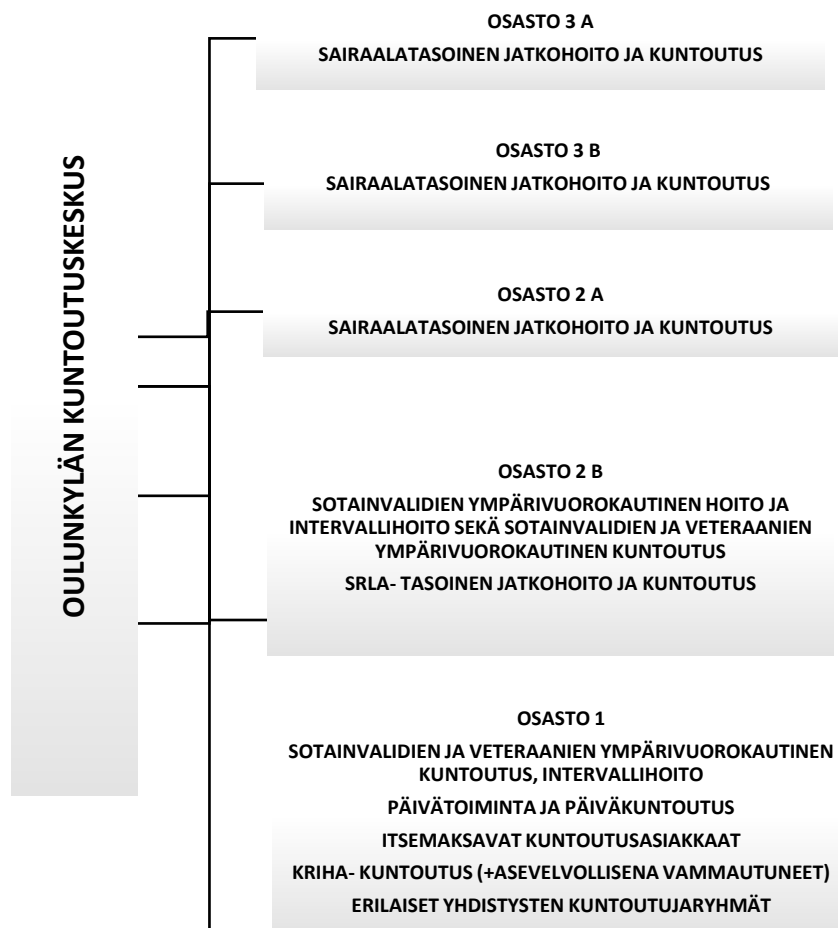 OULUNKYLÄN KUNTOUTUSKESKUS
OSASTO 3 A
SAIRAALATASOINEN JATKOHOITO JA KUNTOUTUS
OSASTO 3 B
SAIRAALATASOINEN JATKOHOITO JA KUNTOUTUS
OSASTO 2 A
SAIRAALATASOINEN JATKOHOITO JA KUNTOUTUS
OSASTO 2 B
SOTAINVALIDIEN YMPÄRIVUOROKAUTINEN HOITO JA
INTERVALLIHOITO SEKÄ SOTAINVALIDIEN JA VETERAANIEN
YMPÄRIVUOROKAUTINEN KUNTOUTUS
SRLA- TASOINEN JATKOHOITO JA KUNTOUTUS
OSASTO 1
SOTAINVALIDIEN JA VETERAANIEN YMPÄRIVUOROKAUTINEN
KUNTOUTUS, INTERVALLIHOITO
PÄIVÄTOIMINTA JA PÄIVÄKUNTOUTUS
ITSEMAKSAVAT KUNTOUTUSASIAKKAAT
KRIHA- KUNTOUTUS (+ASEVELVOLLISENA VAMMAUTUNEET)
ERILAISET YHDISTYSTEN KUNTOUTUJARYHMÄT